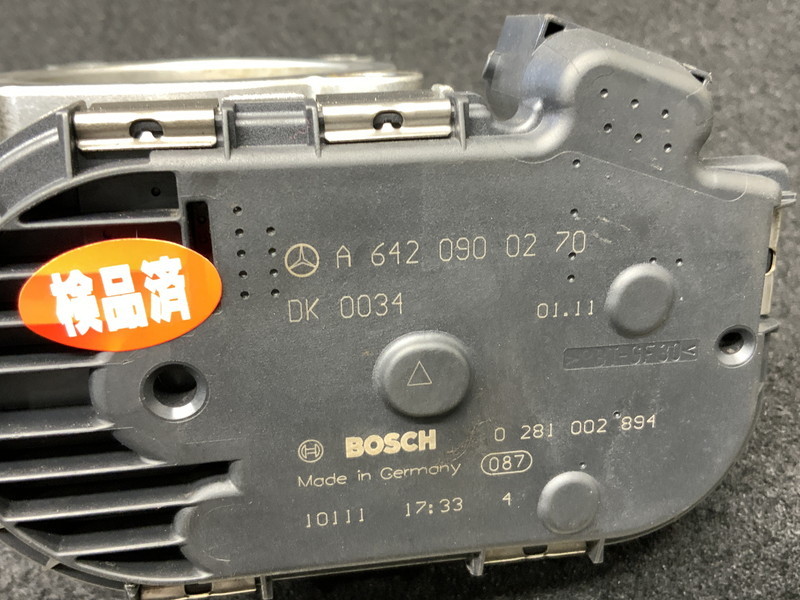 A 642 090 02 70
検品済
DK 0034
01.11
BOSCH 0 281 002 894
Made in Germany 087
10111 17:33 4